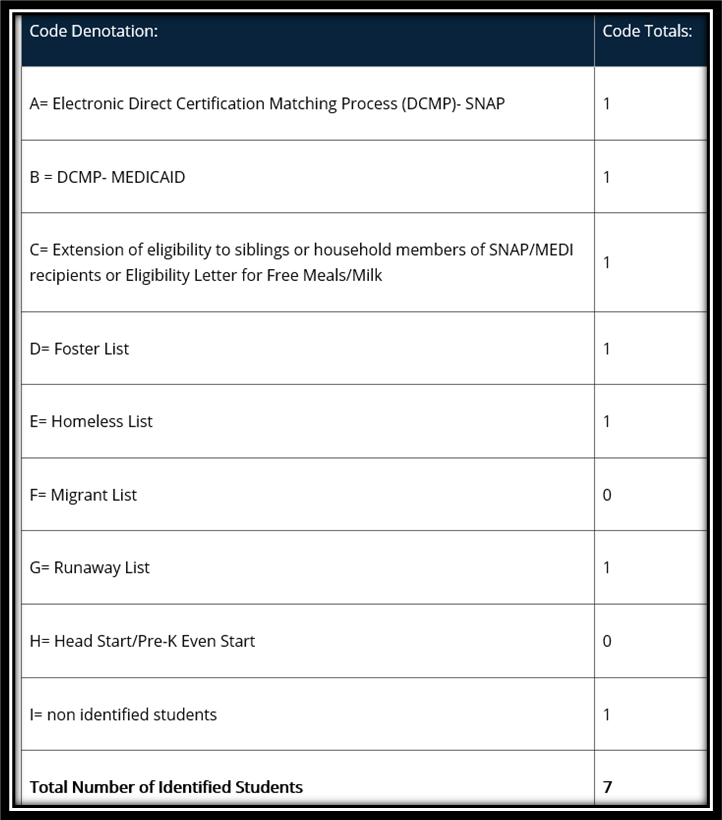 Code Denotation: Code Totals:
A= Electronic Direct Certification Matching Process (DCMP)- SNAP 1
B = DCMP- MEDICAID 1
C= Extension of eligibility to siblings or household members of SNAP/MEDI
recipients or Eligibility Letter for Free Meals/Milk 1
D= Foster List 1
E= Homeless List 1
F= Migrant List 0
G= Runaway List 1
H= Head Start/Pre-K Even Start 0
I= non identified students 1
Total Number of Identified Students 7